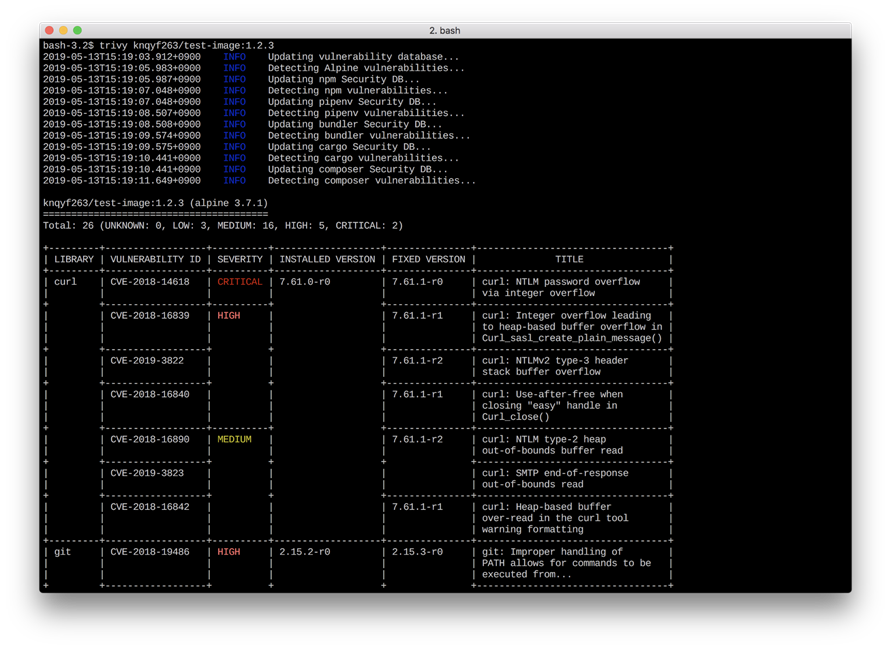 2. bash
bash-3.2$ trivy knqyf263/test-image:1.2.3
2019-05-13T15:19:03.912+0900    INFO    Updating vulnerability database...
2019-05-13T15:19:05.983+0900    INFO    Detecting Alpine vulnerabilities...
2019-05-13T15:19:05.987+0900    INFO    Updating npm Security DB...
2019-05-13T15:19:07.048+0900    INFO    Detecting npm vulnerabilities...
2019-05-13T15:19:07.048+0900    INFO    Updating pipenv Security DB...
2019-05-13T15:19:08.507+0900    INFO    Detecting pipenv vulnerabilities...
2019-05-13T15:19:08.508+0900    INFO    Updating bundler Security DB...
2019-05-13T15:19:09.574+0900    INFO    Detecting bundler vulnerabilities...
2019-05-13T15:19:09.575+0900    INFO    Updating cargo Security DB...
2019-05-13T15:19:10.441+0900    INFO    Detecting cargo vulnerabilities...
2019-05-13T15:19:10.441+0900    INFO    Updating composer Security DB...
2019-05-13T15:19:11.649+0900    INFO    Detecting composer vulnerabilities...
knqyf263/test-image:1.2.3 (alpine 3.7.1)
========================================
Total: 26 (UNKNOWN: 0, LOW: 3, MEDIUM: 16, HIGH: 5, CRITICAL: 2)
| LIBRARY | VULNERABILITY ID | SEVERITY | INSTALLED VERSION | FIXED VERSION | TITLE |
| curl | CVE-2018-14618 | CRITICAL | 7.61.0-r0 | 7.61.1-r0 | curl: NTLM password overflow
via integer overflow
CVE-2018-16839 | HIGH | 7.61.1-r1 | curl: Integer overflow leading
to heap-based buffer overflow in
Curl_sasl_create_plain_message()
CVE-2019-3822 | 7.61.1-r2 | curl: NTLMv2 type-3 header
stack buffer overflow
CVE-2018-16840 | 7.61.1-r1 | curl: Use-after-free when
closing "easy" handle in
Curl_close()
CVE-2018-16890 | MEDIUM | 7.61.1-r2 | curl: NTLM type-2 heap
out-of-bounds buffer read
CVE-2019-3823 | curl: SMTP end-of-response
out-of-bounds read
CVE-2018-16842 | 7.61.1-r1 | curl: Heap-based buffer
over-read in the curl tool
warning formatting
| git | CVE-2018-19486 | HIGH | 2.15.2-r0 | 2.15.3-r0 | git: Improper handling of
PATH allows for commands to be
executed from...